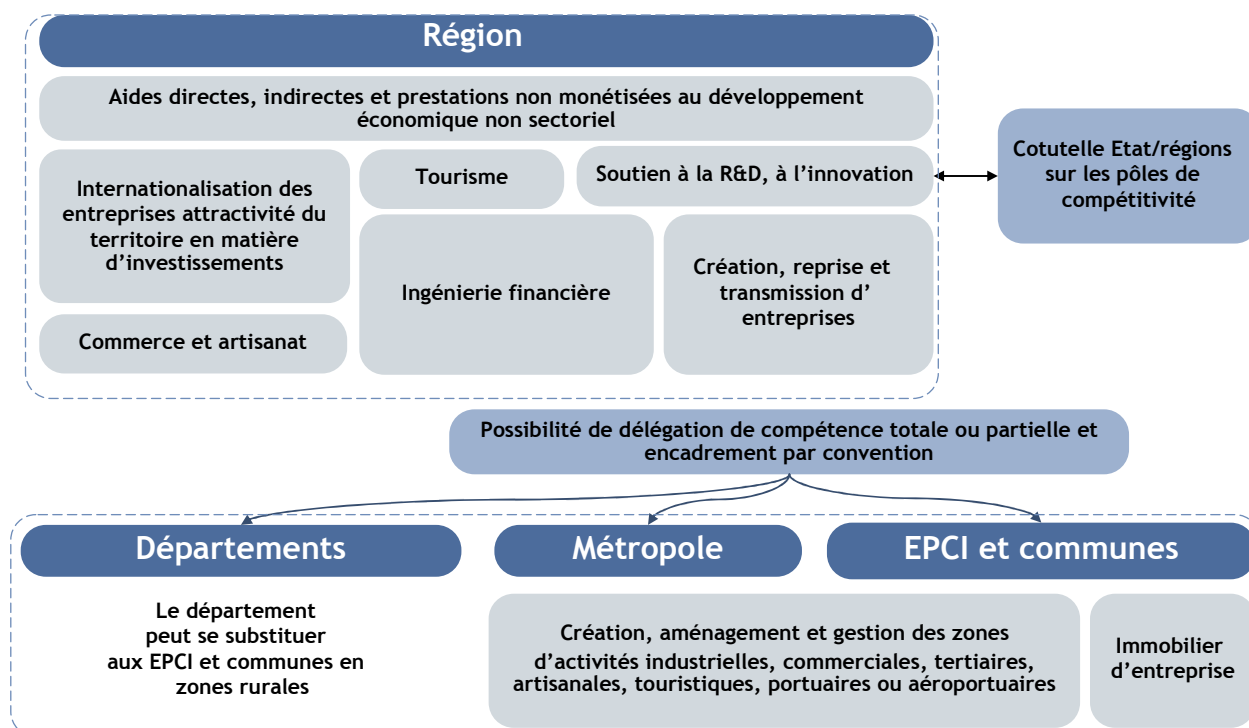 Région
Aides directes, indirectes et prestations non monétisées au développement
économique non sectoriel
Internationalisation des
entreprises attractivité du
territoire en matière
d'investissements
Tourisme
Soutien à la R&D, à l'innovation
Cotutelle Etat/régions
sur les pôles de
compétitivité
Ingénierie financière
Création, reprise et
transmission d'
entreprises
Commerce et artisanat
Possibilité de délégation de compétence totale ou partielle et
encadrement par convention
Départements
Métropole
EPCI et communes
Le département
peut se substituer
aux EPCI et communes en
zones rurales
Création, aménagement et gestion des zones
d'activités industrielles, commerciales, tertiaires,
artisanales, touristiques, portuaires ou aéroportuaires
Immobilier
d'entreprise